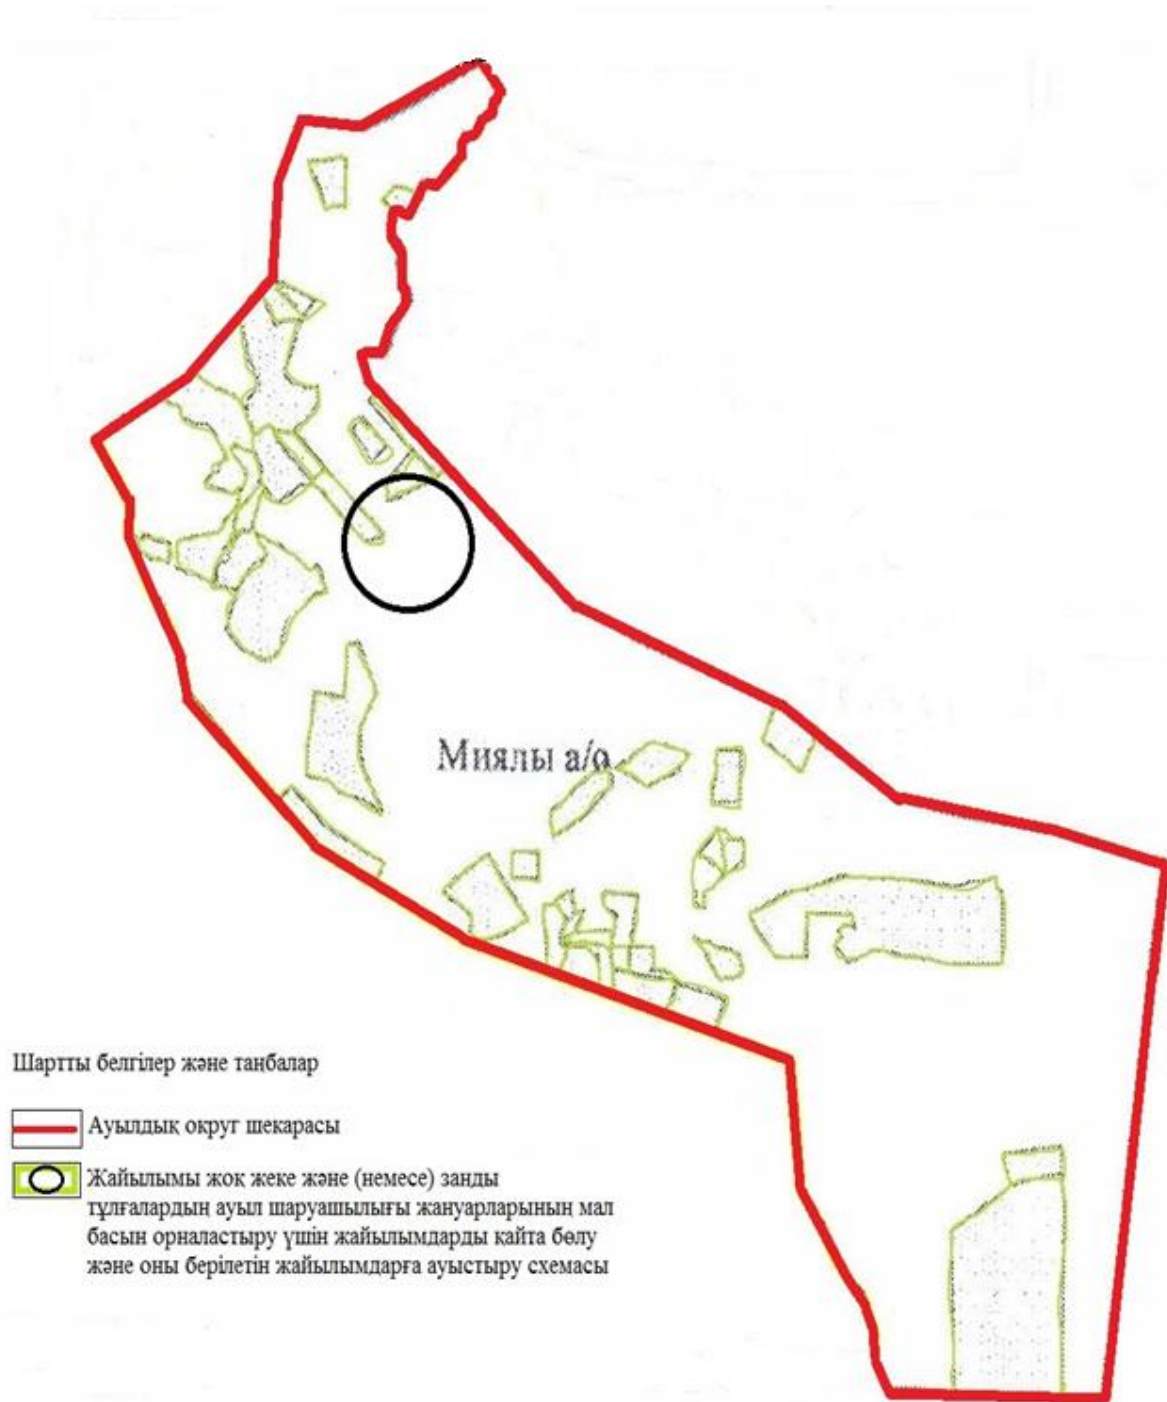 Миялы а/о
Шартты белгілер және таңбалар
Ауылдық округ шекарасы
Жайылымы жоқ жеке және (немесе) заңды
тұлғалардың ауыл шаруашылығы жануарларының мал
басын орналастыру үшін жайылымдарды қайта бөлу
және оны берілетін жайылымдарға ауыстыру схемасы